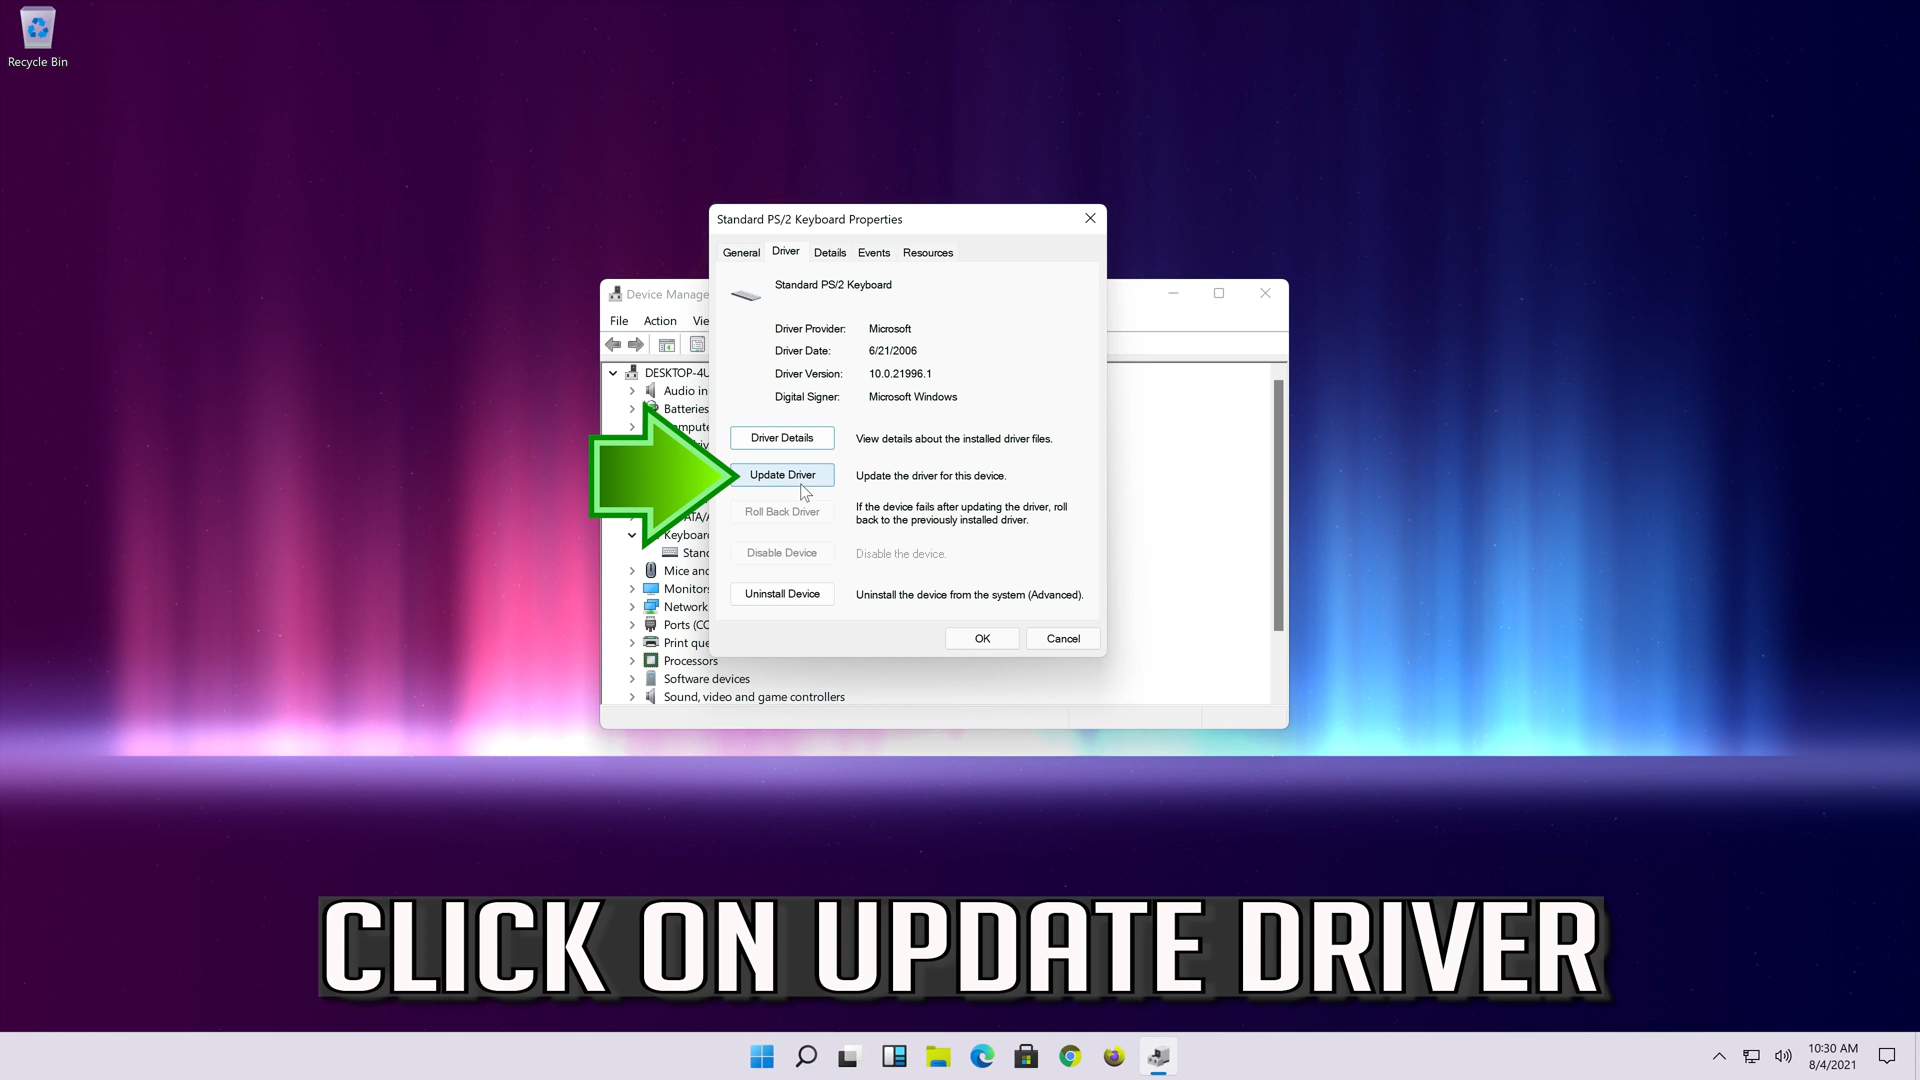 Recycle Bin
Standard PS/2 Keyboard Properties
General Driver Details Events Resources
Standard PS/2 Keyboard
Driver Provider: Microsoft
Driver Date: 6/21/2006
Driver Version: 10.0.21996.1
Digital Signer: Microsoft Windows
Driver Details View details about the installed driver files.
Update Driver Update the driver for this device.
Roll Back Driver If the device fails after updating the driver, roll
back to the previously installed driver.
Disable Device Disable the device.
Uninstall Device Uninstall the device from the system (Advanced).
OK Cancel
Device Manage
File Action Vie
DESKTOP-4U
Audio in
Batteries
mpute
ATA/A
Keyboar
Stand
Mice and
Monitors
Network
Ports (CO
Print que
Processors
Software devices
Sound, video and game controllers
CLICK ON UPDATE DRIVER
10:30 AM
8/4/2021